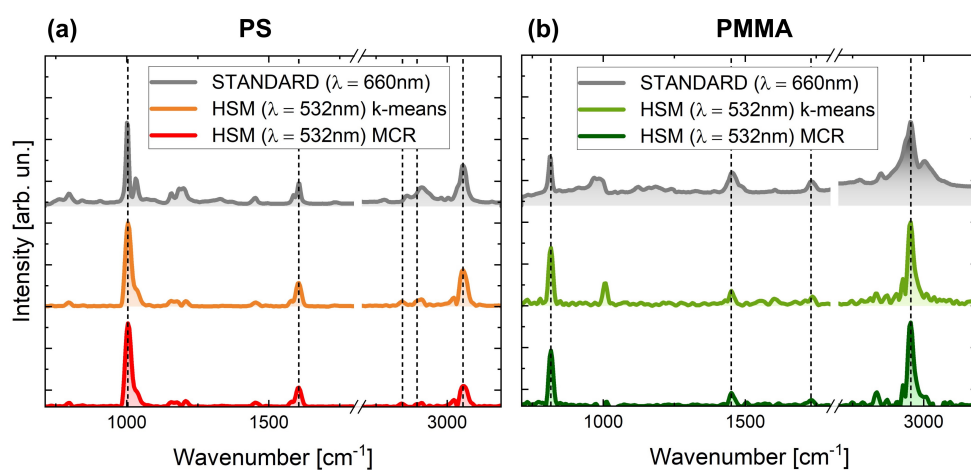 (a) PS
STANDARD (λ = 660nm)
HSM (λ = 532nm) k-means
HSM (λ = 532nm) MCR
Intensity [arb. un.]
1000 1500 3000
Wavenumber [cm⁻¹]
(b) PMMA
STANDARD (λ = 660nm)
HSM (λ = 532nm) k-means
HSM (λ = 532nm) MCR
1000 1500 3000
Wavenumber [cm⁻¹]